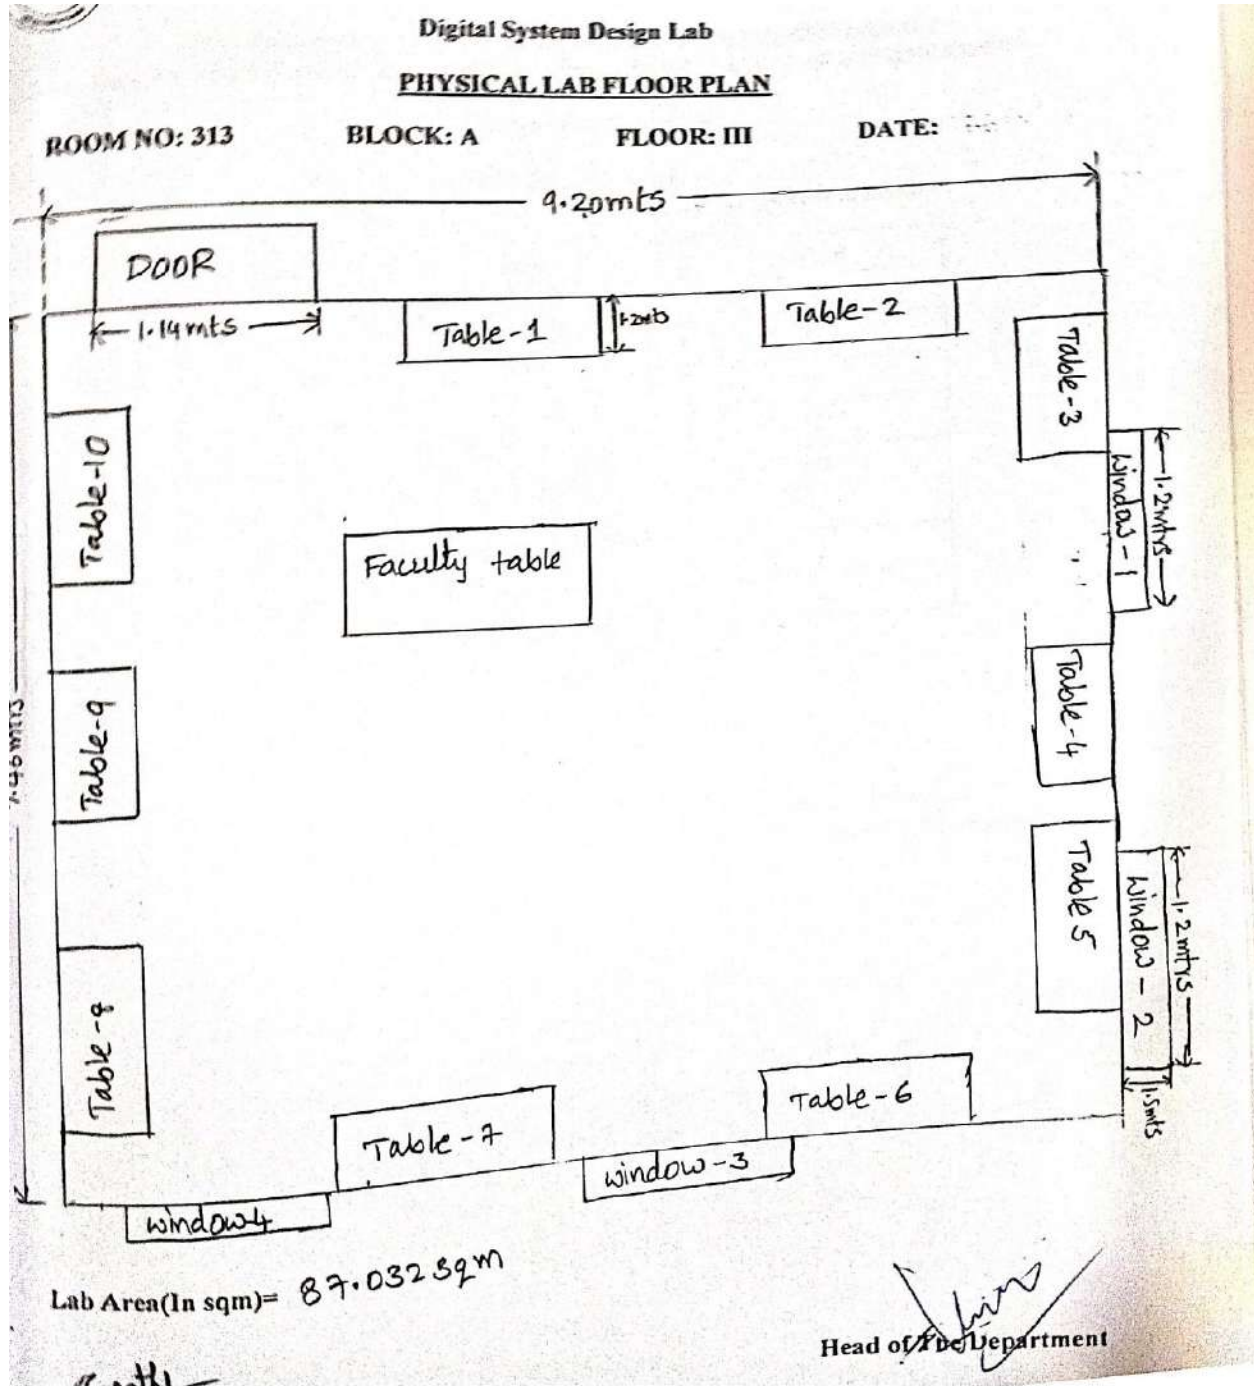 Digital System Design Lab
PHYSICAL LAB FLOOR PLAN
ROOM NO: 313 BLOCK: A FLOOR: III DATE:
9.20mts
DOOR
1.14mts
Table-1
1.20mts
Table-2
Table-3
Window-1
1.2mtrs
Table-10
Faculty table
Table-4
Table-9
Table 5
Window-2
1.2mtrs
1.5mts
Table-8
Table-6
Table-7
window-3
window4
Lab Area(In sqm)= 87.032 sqm
Head of The Department